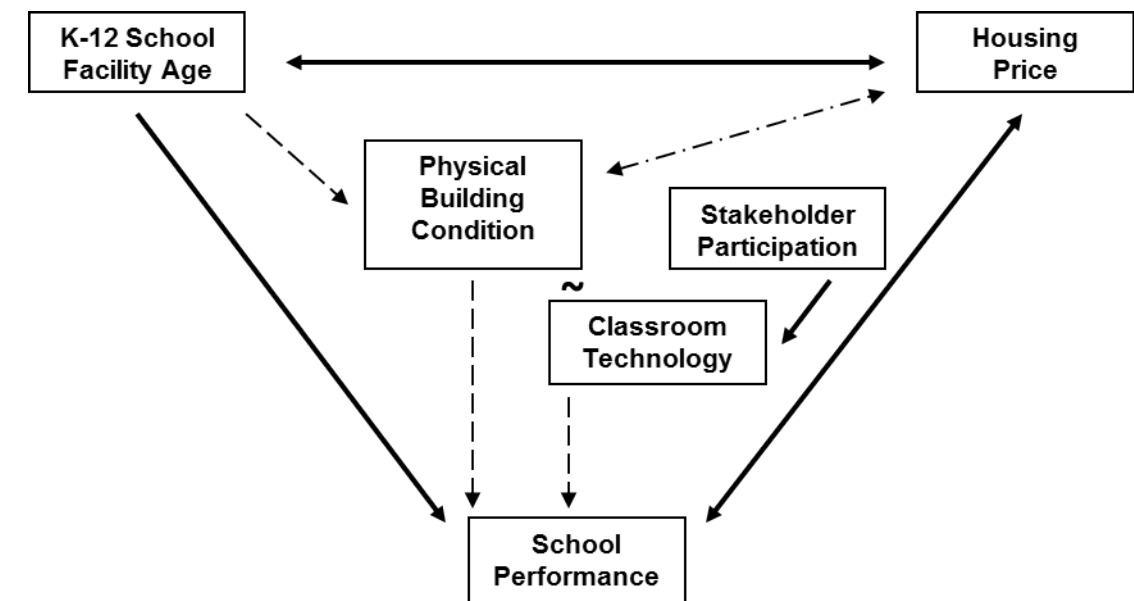 K-12 School
Facility Age
Housing
Price
Physical
Building
Condition
Stakeholder
Participation
~
Classroom
Technology
School
Performance